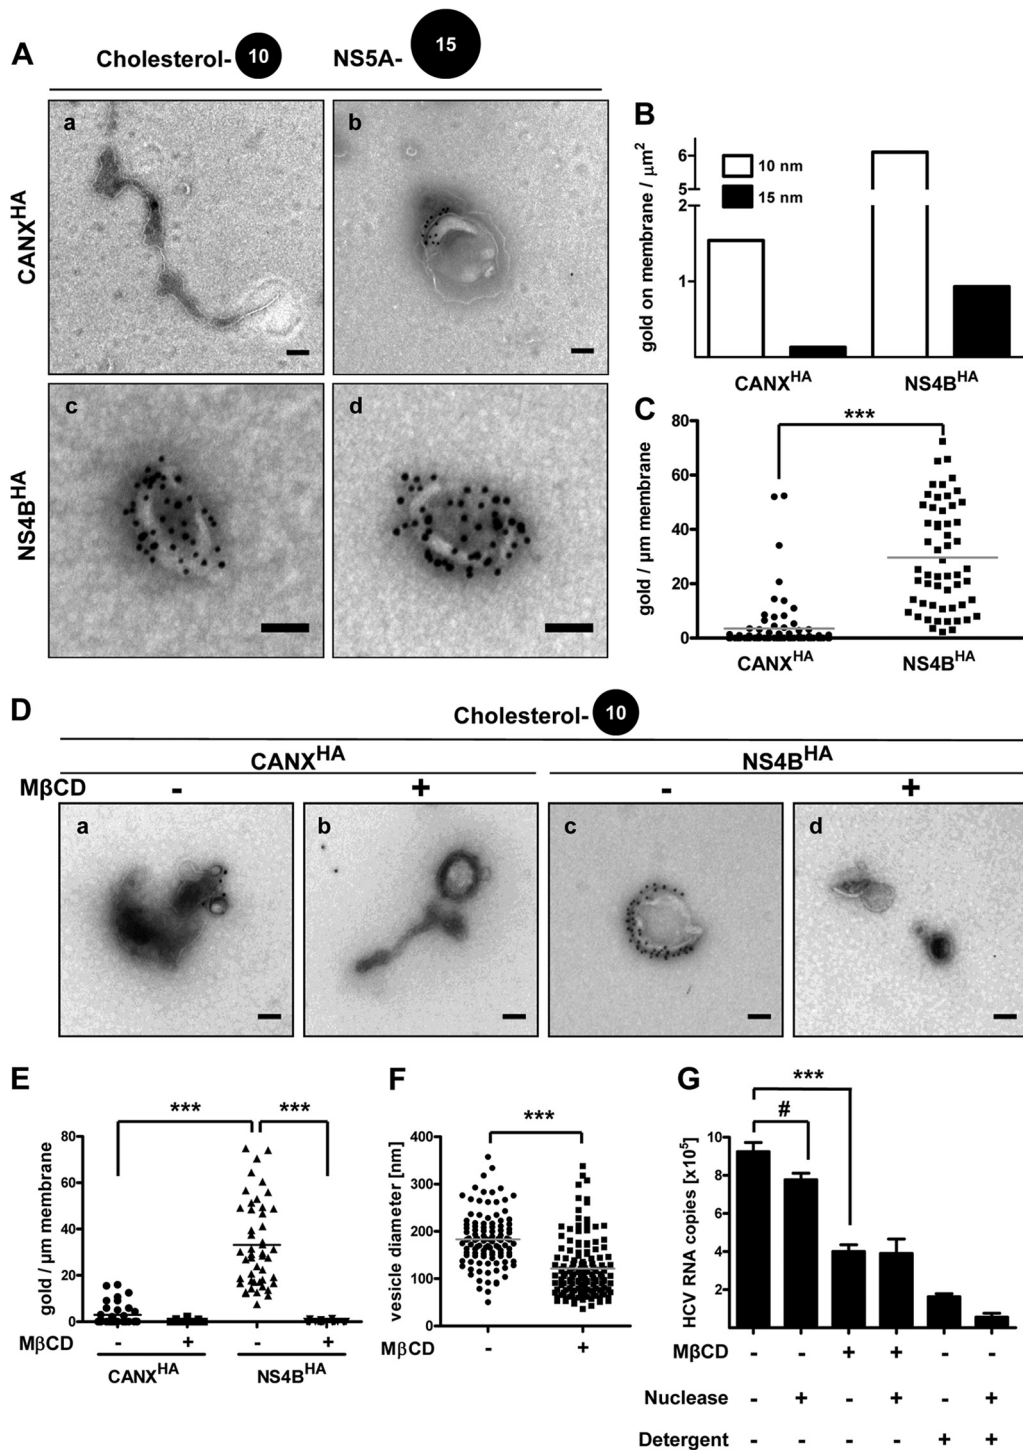 A
Cholesterol- 10 NS5A- 15
a
b
CANX^HA
c
d
NS4B^HA
B
gold on membrane / µm²
6
5
2
1
10 nm
15 nm
CANX^HA NS4B^HA
C
gold / µm membrane
80
60
40
20
0
***
CANX^HA NS4B^HA
D
Cholesterol- 10
CANX^HA NS4B^HA
MβCD - + - +
a
b
c
d
E
gold / µm membrane
80
60
40
20
0
*** ***
MβCD - + - +
CANX^HA NS4B^HA
F
vesicle diameter [nm]
400
300
200
100
0
***
MβCD - +
G
HCV RNA copies [x10⁵]
10
8
6
4
2
***
#
MβCD - - + + - -
Nuclease - + - + - +
Detergent - - - - + +